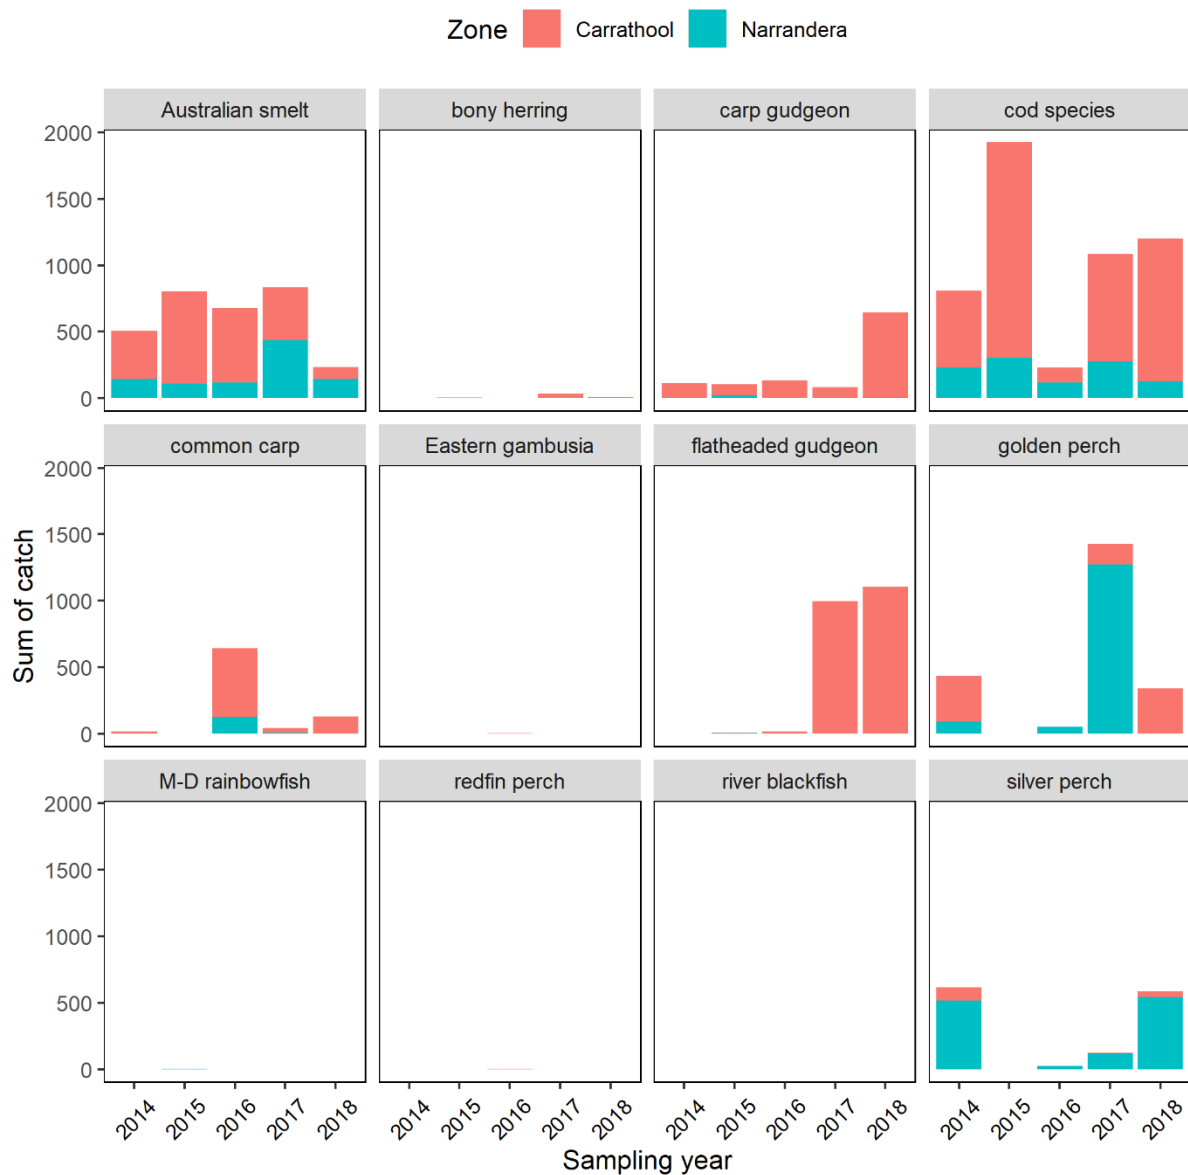 Zone Carrathool Narrandera
Australian smelt bony herring carp gudgeon cod species
2000
1500
1000
500
0
common carp Eastern gambusia flatheaded gudgeon golden perch
2000
1500
1000
500
0
Sum of catch
M-D rainbowfish redfin perch river blackfish silver perch
2000
1500
1000
500
0
2014 2015 2016 2017 2018 2014 2015 2016 2017 2018 2014 2015 2016 2017 2018 2014 2015 2016 2017 2018
Sampling year